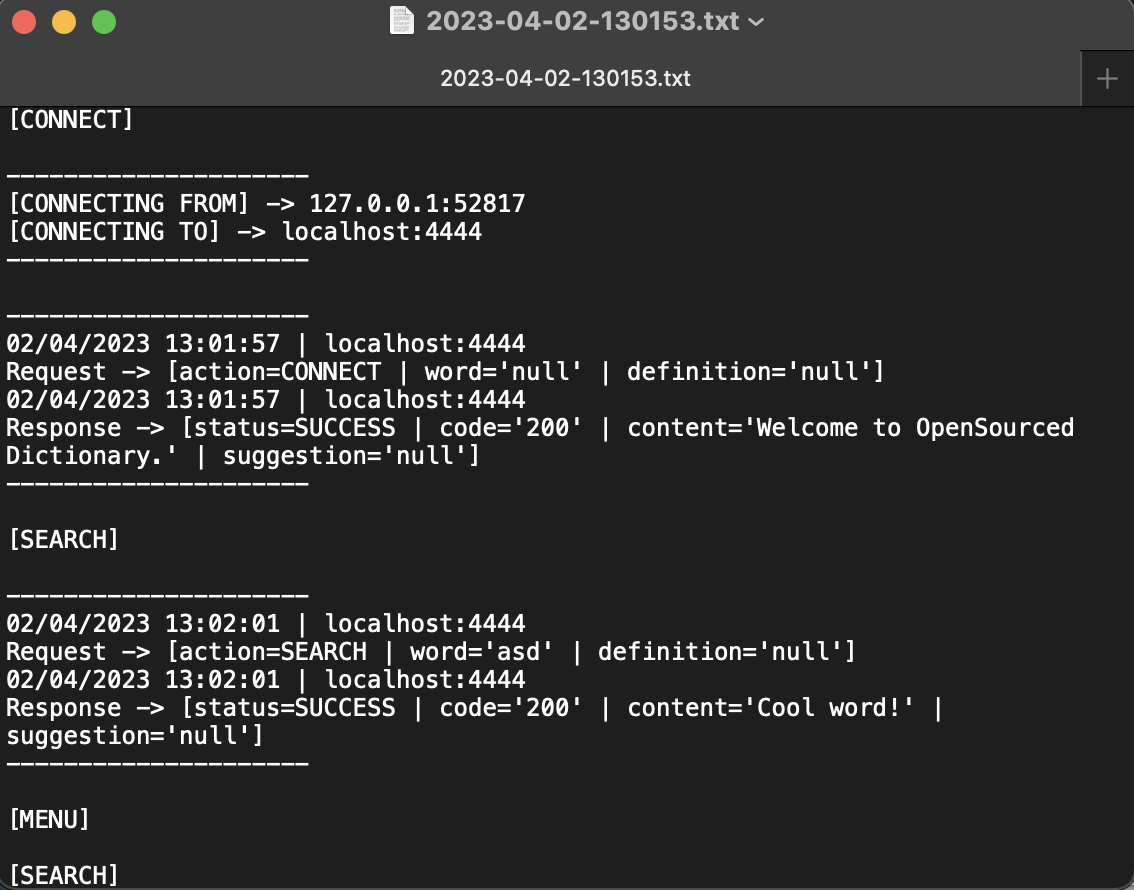 2023-04-02-130153.txt
2023-04-02-130153.txt
[CONNECT]
---------------------
[CONNECTING FROM] -> 127.0.0.1:52817
[CONNECTING TO] -> localhost:4444
---------------------
---------------------
02/04/2023 13:01:57 | localhost:4444
Request -> [action=CONNECT | word='null' | definition='null']
02/04/2023 13:01:57 | localhost:4444
Response -> [status=SUCCESS | code='200' | content='Welcome to OpenSourced
Dictionary.' | suggestion='null']
---------------------
[SEARCH]
---------------------
02/04/2023 13:02:01 | localhost:4444
Request -> [action=SEARCH | word='asd' | definition='null']
02/04/2023 13:02:01 | localhost:4444
Response -> [status=SUCCESS | code='200' | content='Cool word!' |
suggestion='null']
---------------------
[MENU]
[SEARCH]